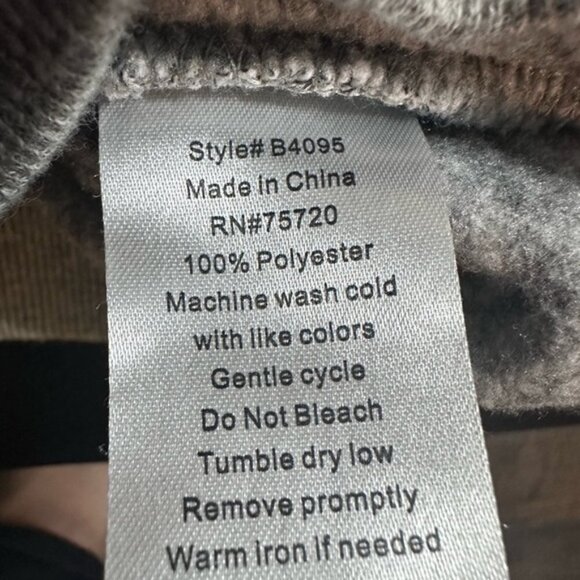 Style# B4095
Made in China
RN#75720
100% Polyester
Machine wash cold
with like colors
Gentle cycle
Do Not Bleach
Tumble dry low
Remove promptly
Warm iron if needed